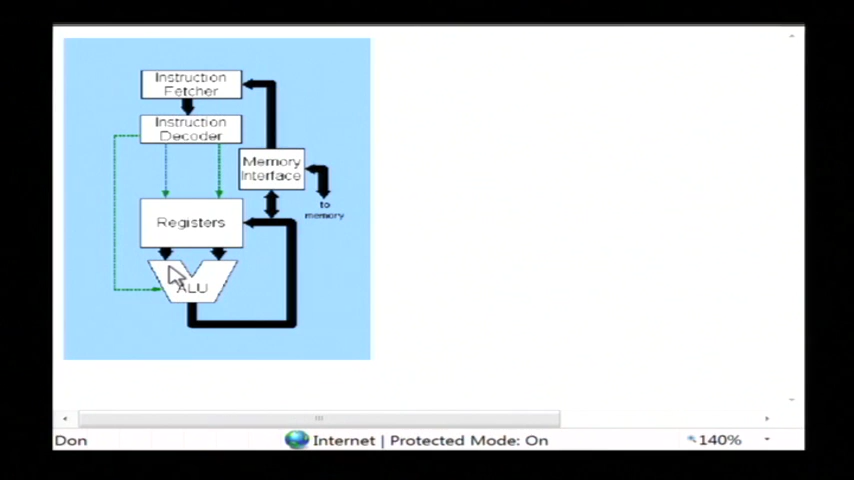 Instruction
Fetcher
Instruction
Decoder
Memory
Interface
to
memory
Registers
ALU
Don
Internet | Protected Mode: On
140%